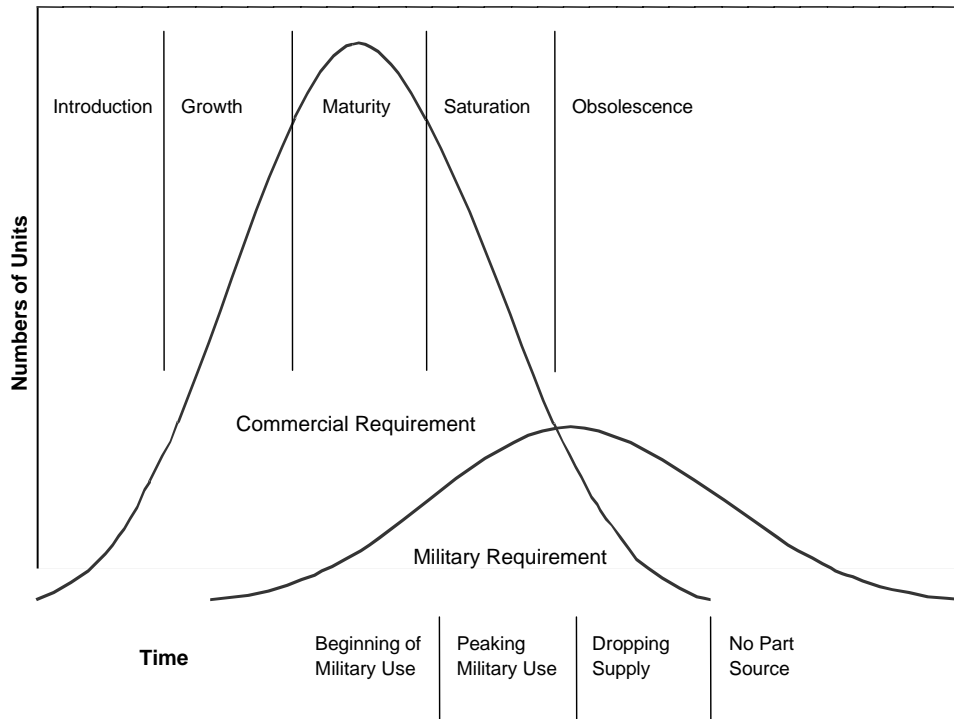 Introduction
Growth
Maturity
Saturation
Obsolescence
Numbers of Units
Commercial Requirement
Military Requirement
Time
Beginning of
Military Use
Peaking
Military Use
Dropping
Supply
No Part
Source